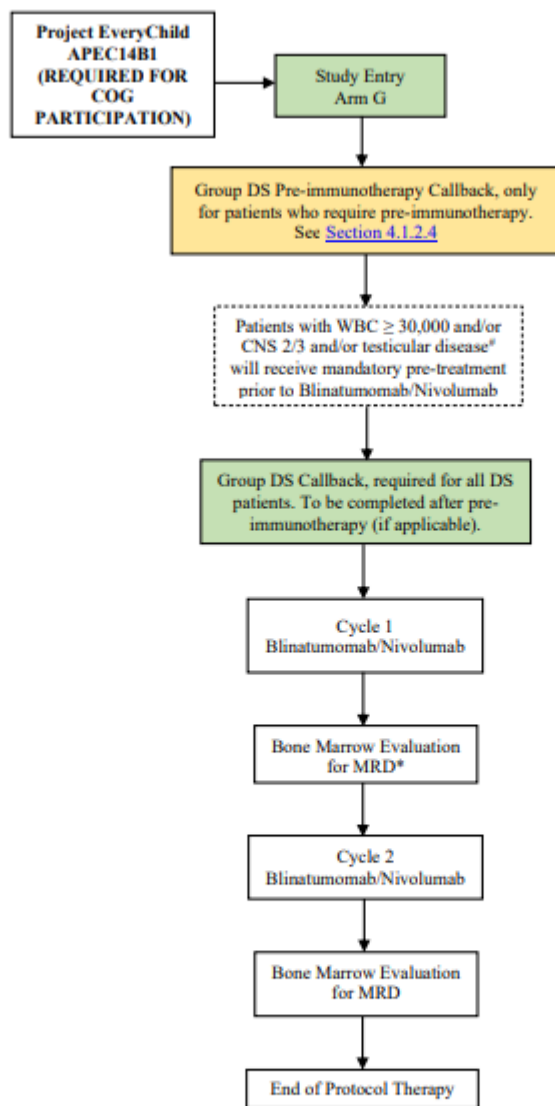 Project EveryChild
APEC14B1
(REQUIRED FOR
COG
PARTICIPATION)
Study Entry
Arm G
Group DS Pre-immunotherapy Callback, only
for patients who require pre-immunotherapy.
See Section 4.1.2.4
Patients with WBC ≥ 30,000 and/or
CNS 2/3 and/or testicular disease#
will receive mandatory pre-treatment
prior to Blinatumomab/Nivolumab
Group DS Callback, required for all DS
patients. To be completed after pre-
immunotherapy (if applicable).
Cycle 1
Blinatumomab/Nivolumab
Bone Marrow Evaluation
for MRD*
Cycle 2
Blinatumomab/Nivolumab
Bone Marrow Evaluation
for MRD
End of Protocol Therapy